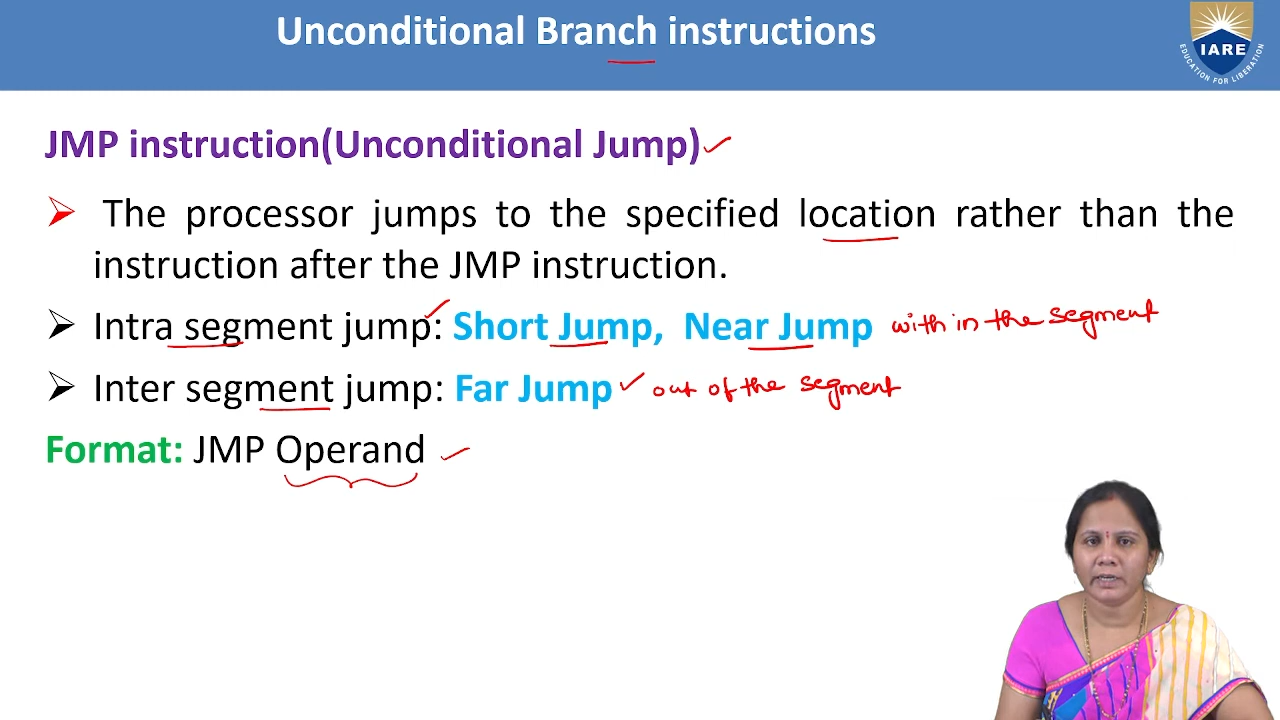 Unconditional Branch instructions
IARE
EDUCATION FOR LIBERATION
JMP instruction(Unconditional Jump)
The processor jumps to the specified location rather than the
instruction after the JMP instruction.
Intra segment jump: Short Jump, Near Jump with in the segment
Inter segment jump: Far Jump out of the segment
Format: JMP Operand